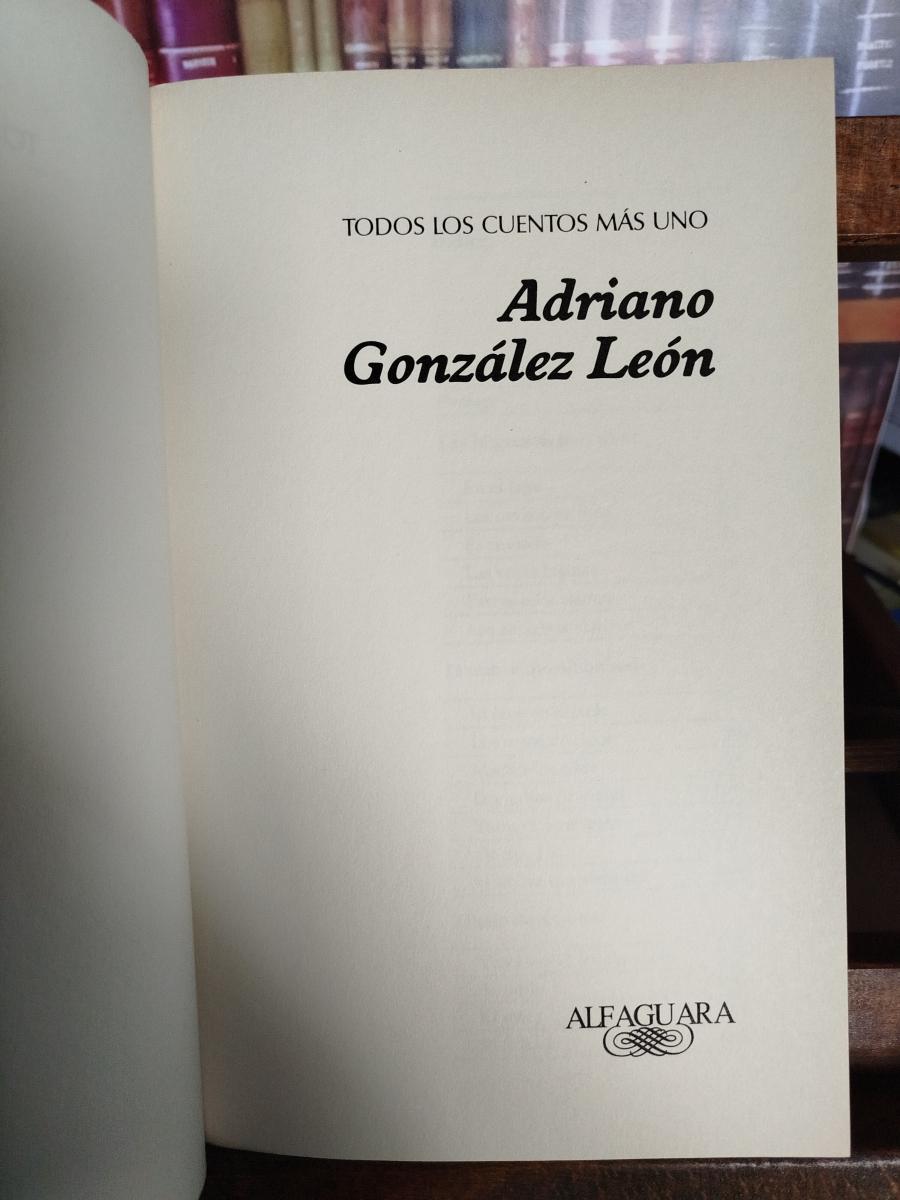 TODOS LOS CUENTOS MÁS UNO
Adriano
González León
ALFAGUARA